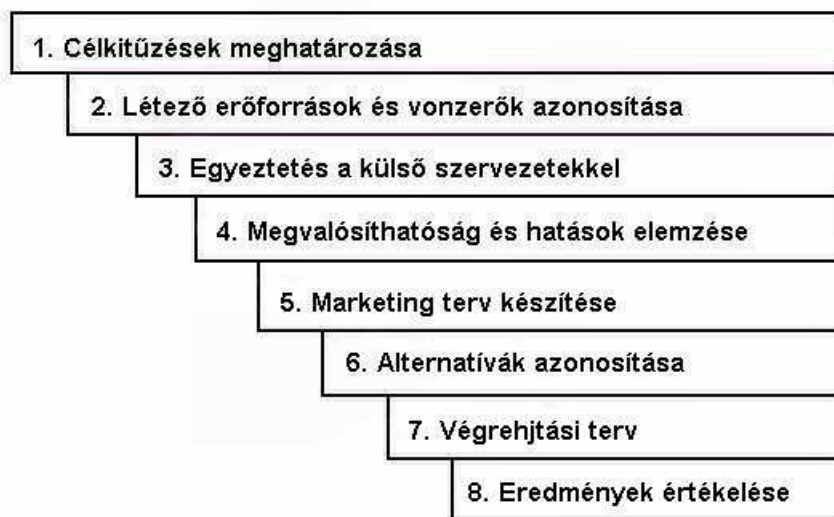 1. Célkitűzések meghatározása
2. Létező erőforrások és vonzerők azonosítása
3. Egyeztetés a külső szervezetekkel
4. Megvalósíthatóság és hatások elemzése
5. Marketing terv készítése
6. Alternatívák azonosítása
7. Végrehjtási terv
8. Eredmények értékelése